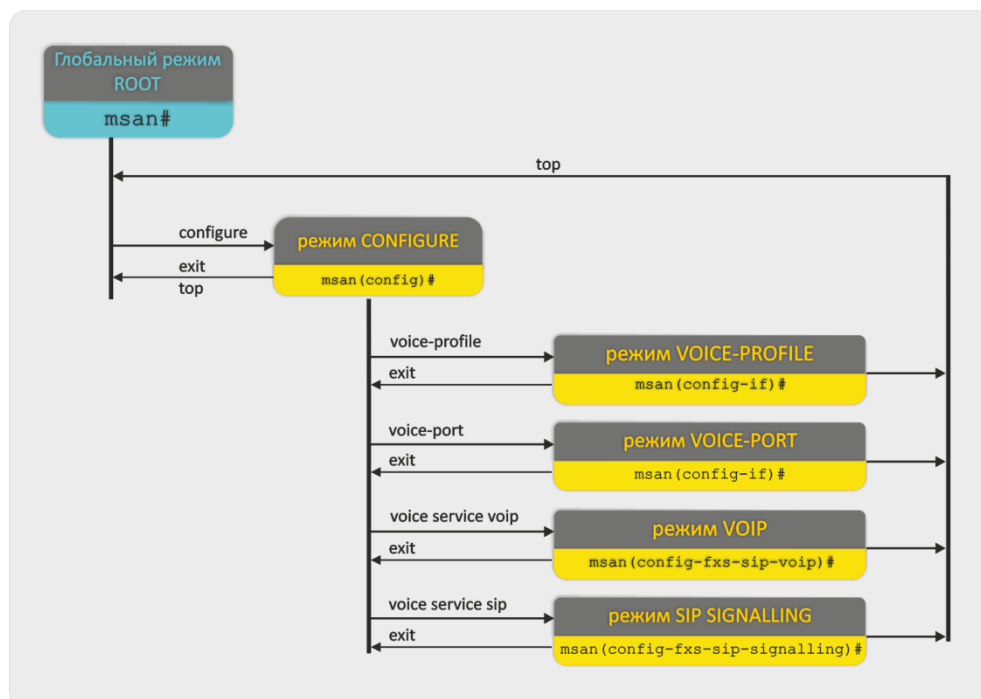 Глобальный режим
ROOT
msan#
top
configure
режим CONFIGURE
exit
msan(config)#
top
voice-profile
режим VOICE-PROFILE
exit
msan(config-if)#
voice-port
режим VOICE-PORT
exit
msan(config-if)#
voice service voip
режим VOIP
exit
msan(config-fxs-sip-voip)#
voice service sip
режим SIP SIGNALLING
exit
msan(config-fxs-sip-signalling)#